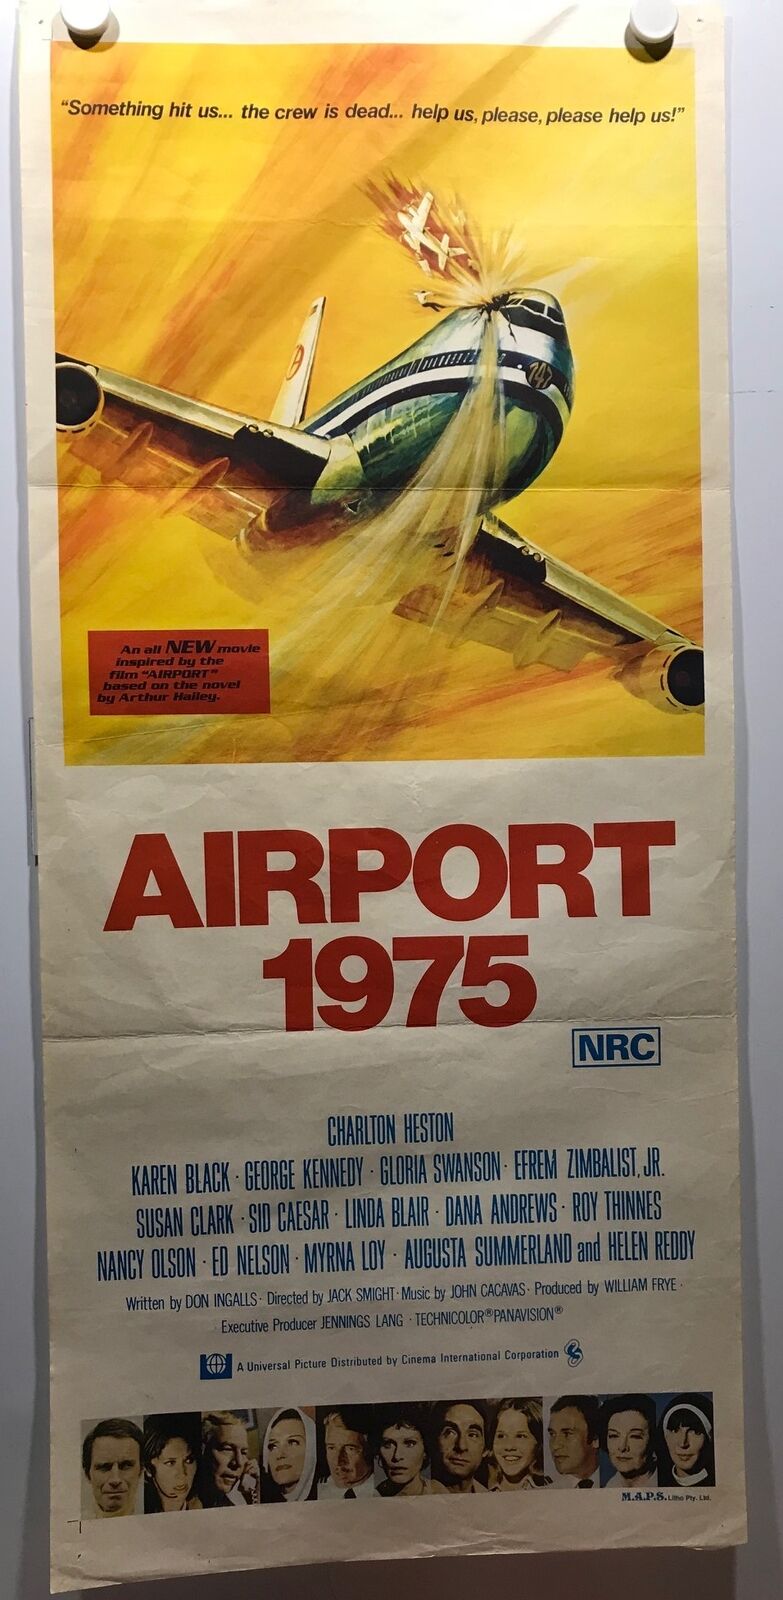 “Something hit us... the crew is dead... help us, please, please help us!”
747
An all NEW movie
inspired by the
film “AIRPORT”
based on the novel
by Arthur Hailey.
AIRPORT
1975
NRC
CHARLTON HESTON
KAREN BLACK · GEORGE KENNEDY · GLORIA SWANSON · EFREM ZIMBALIST, JR.
SUSAN CLARK · SID CAESAR · LINDA BLAIR · DANA ANDREWS · ROY THINNES
NANCY OLSON · ED NELSON · MYRNA LOY · AUGUSTA SUMMERLAND and HELEN REDDY
Written by DON INGALLS · Directed by JACK SMIGHT · Music by JOHN CACAVAS · Produced by WILLIAM FRYE ·
Executive Producer JENNINGS LANG · TECHNICOLOR® PANAVISION®
A Universal Picture Distributed by Cinema International Corporation
M.A.P.S. Litho Pty. Ltd.